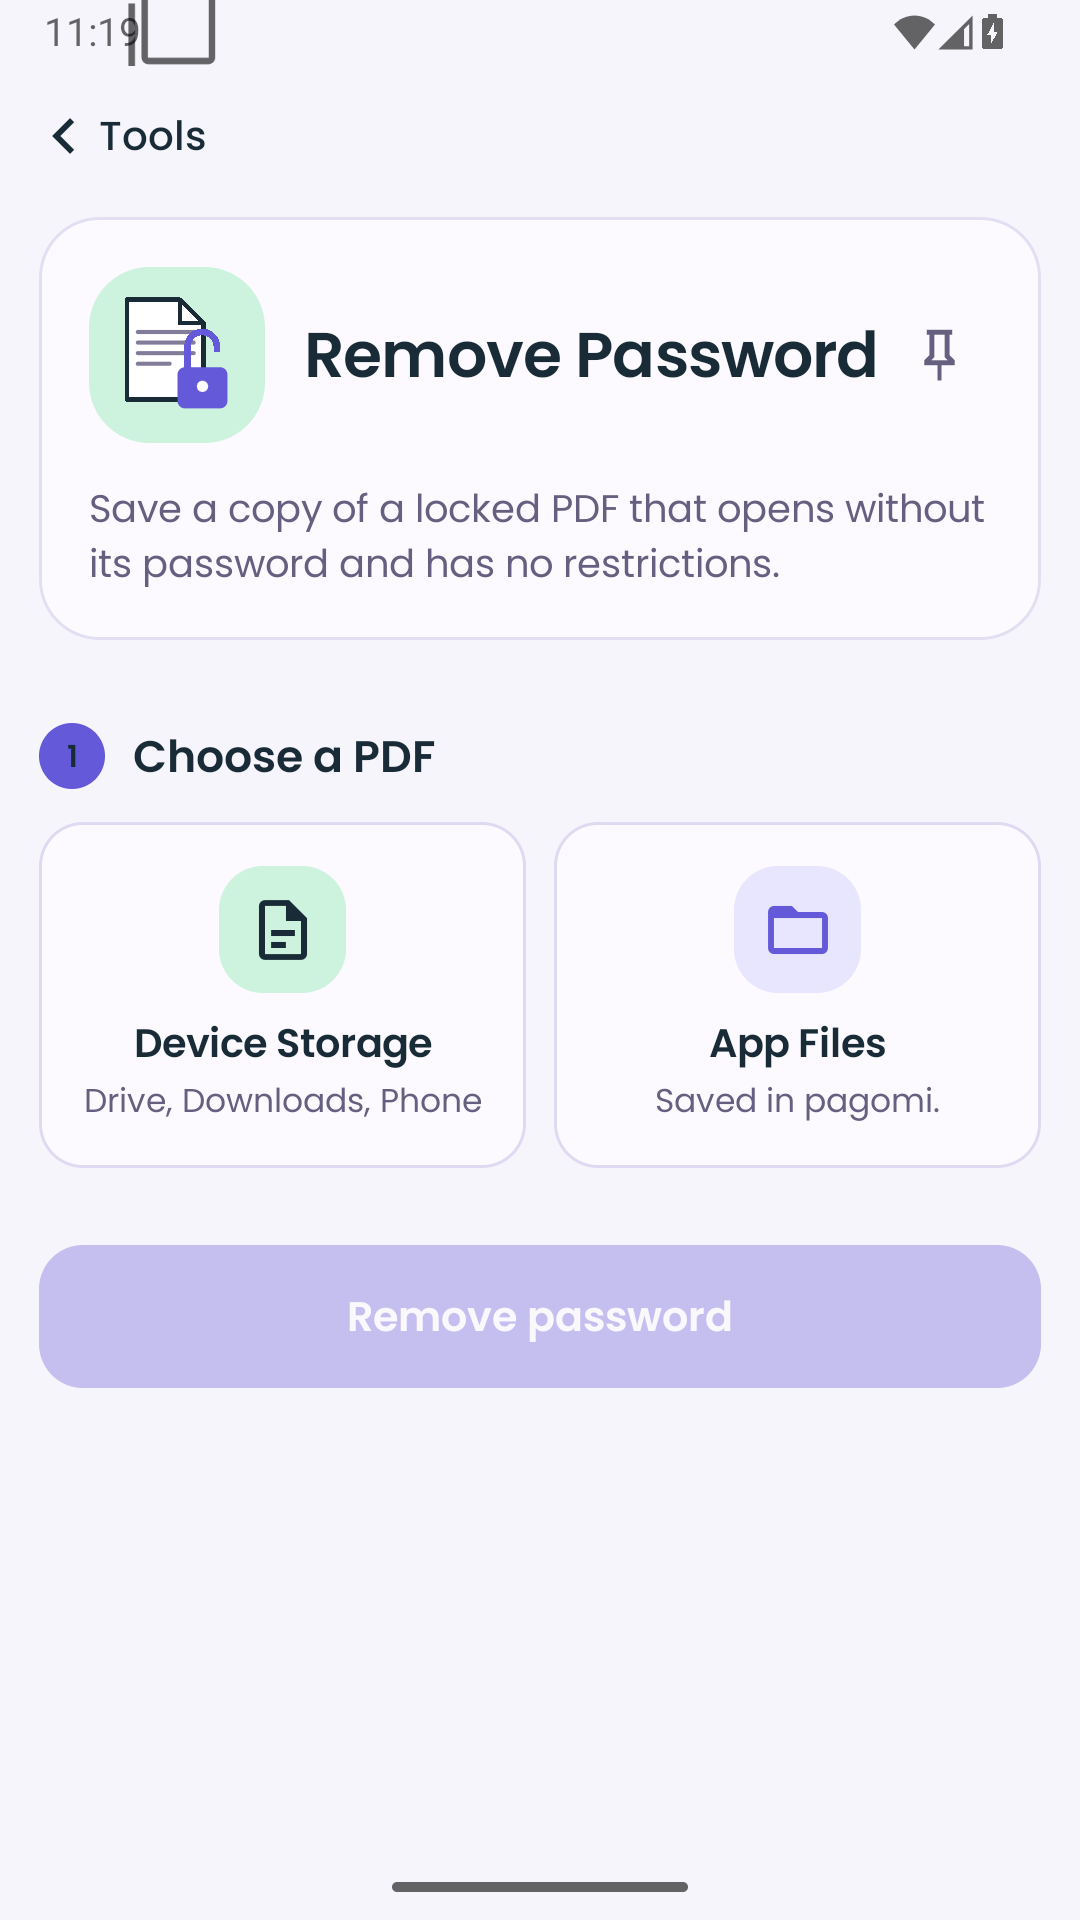 11:19
Tools
Remove Password
Save a copy of a locked PDF that opens without
its password and has no restrictions.
1
Choose a PDF
Device Storage
Drive, Downloads, Phone
App Files
Saved in pagomi.
Remove password